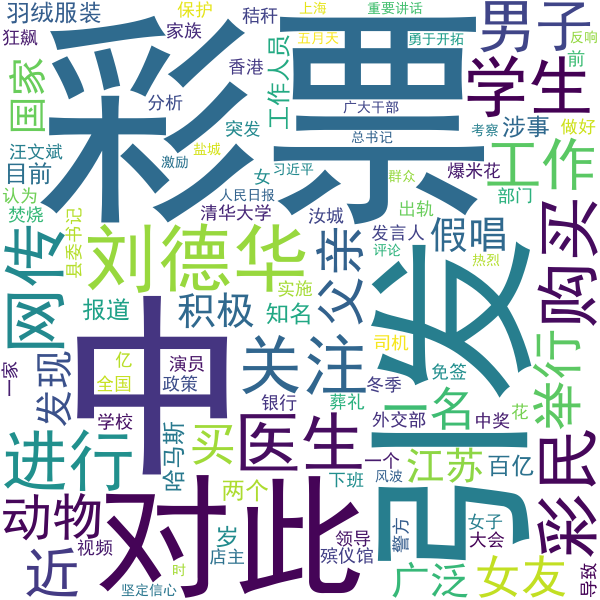 羽绒服装
保护
上海
重要讲话
男子
狂飙
家族
秸秆
五月天
勇于开拓
反响
彩票
工作人员
前
国家
香港
学生
分析
广大干部
突发
总书记
考察
涉事
做好
汪文斌
激励
目前
盐城
女
习近平
群众
爆米花
工作
认为
人民日报
部门
焚烧
清华大学
汝城
出轨
购买
网传
县委书记
刘德华
父亲
发言人
假唱
评论
热烈
引发
报道
积极
知名
实施
中
关注
司机
举行
发现
一家
亿
演员
全国
政策
冬季
免签
名
银行
葬礼
花
学校
外交部
中奖
彩民
进行
哈马斯
买
医生
一个
风波
江苏
百亿
下班
两个
动物
对此
岁
视频
店主
领导
警方
女子
大会
近
殡仪馆
时
坚定信心
广泛
女友
导致